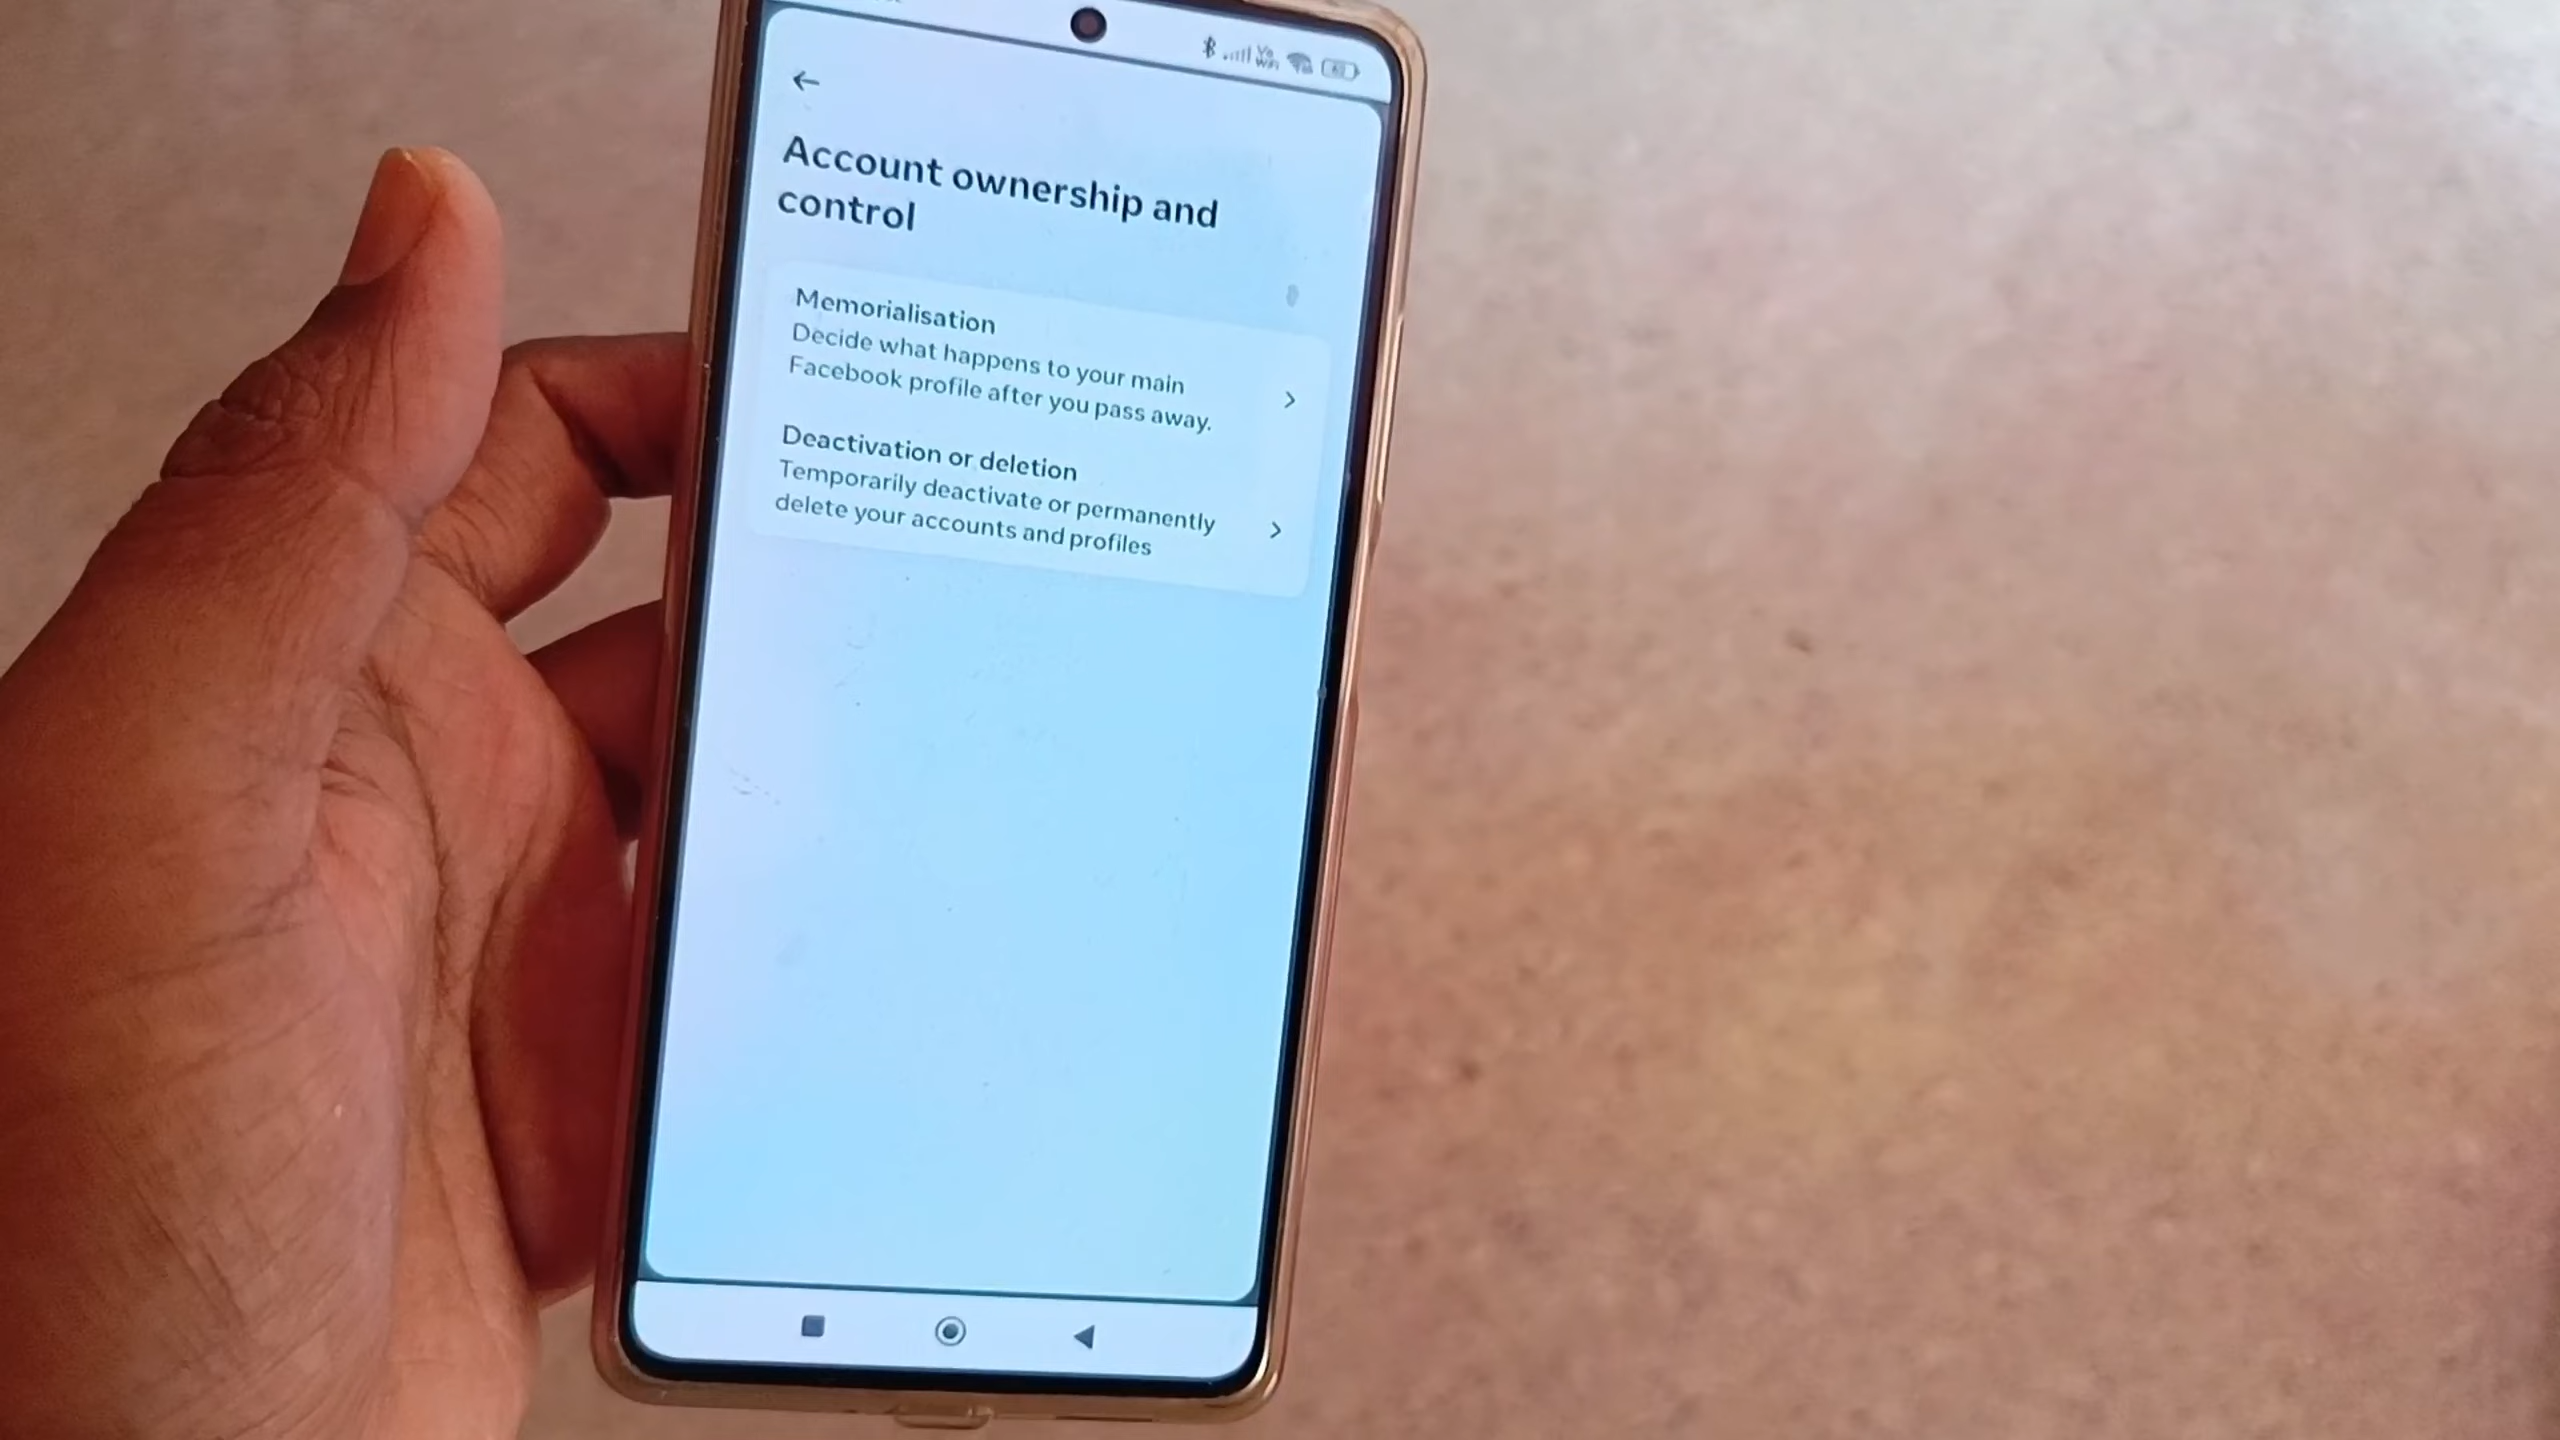 Account ownership and
control
Memorialisation
Decide what happens to your main
Facebook profile after you pass away.
Deactivation or deletion
Temporarily deactivate or permanently
delete your accounts and profiles